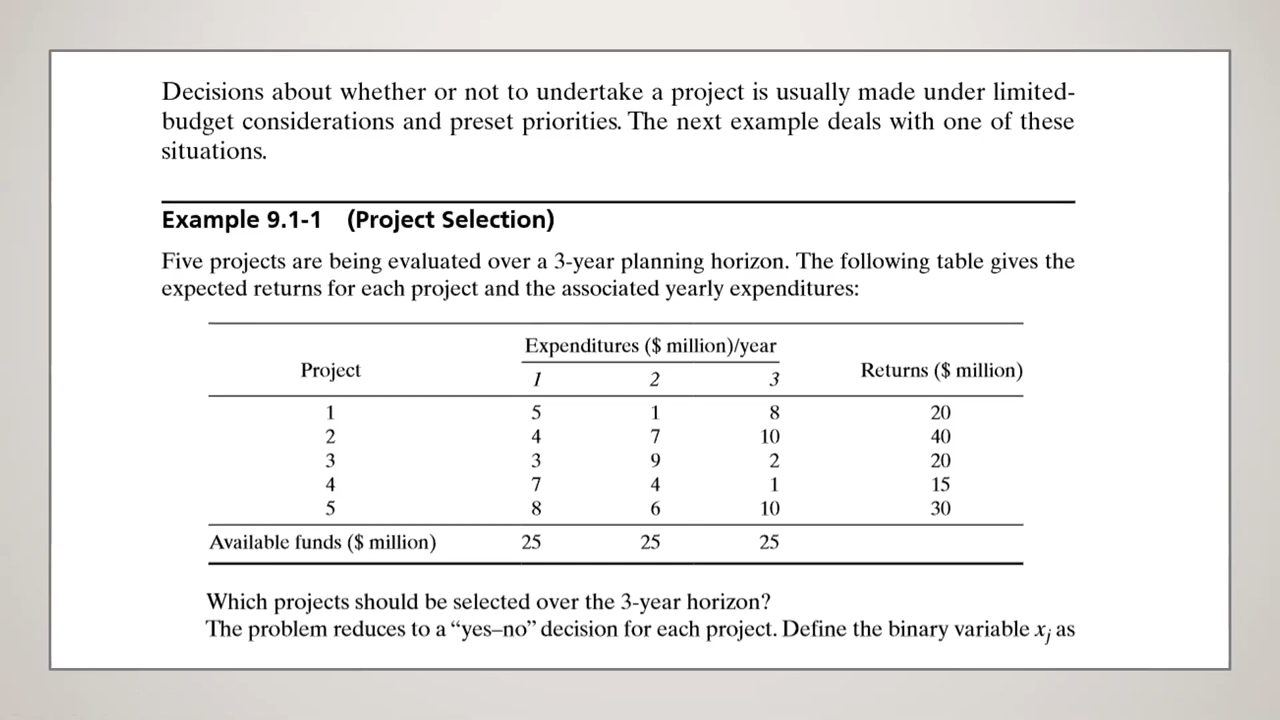 Decisions about whether or not to undertake a project is usually made under limited-
budget considerations and preset priorities. The next example deals with one of these
situations.
Example 9.1-1 (Project Selection)
Five projects are being evaluated over a 3-year planning horizon. The following table gives the
expected returns for each project and the associated yearly expenditures:
Expenditures ($ million)/year
Project 1 2 3 Returns ($ million)
1 5 1 8 20
2 4 7 10 40
3 3 9 2 20
4 7 4 1 15
5 8 6 10 30
Available funds ($ million) 25 25 25
Which projects should be selected over the 3-year horizon?
The problem reduces to a “yes–no” decision for each project. Define the binary variable xj as